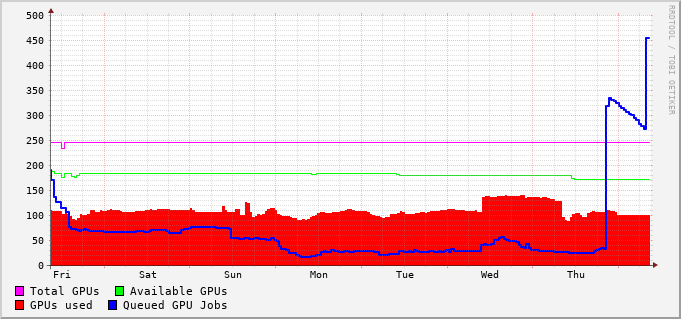 RRDTOOL / TOBI OETIKER
500
450
400
350
300
250
200
150
100
50
0
Fri Sat Sun Mon Tue Wed Thu
Total GPUs Available GPUs
GPUs used Queued GPU Jobs